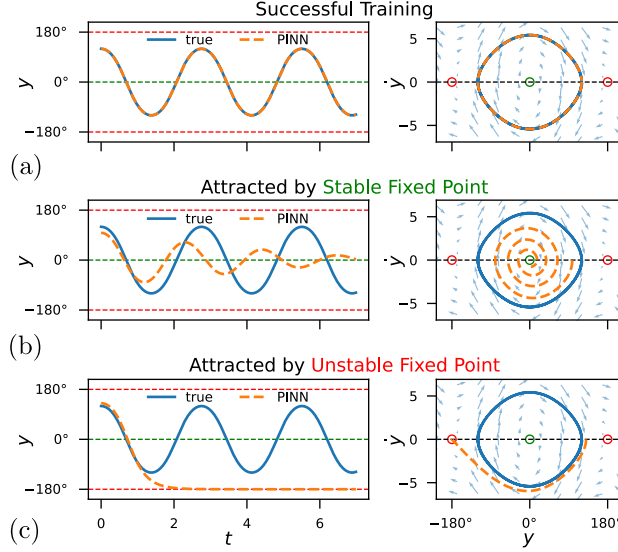 Successful Training
180°
0°
−180°
y
true
PINN
5
0
−5
ẏ
(a)
Attracted by Stable Fixed Point
180°
0°
−180°
y
true
PINN
5
0
−5
ẏ
(b)
Attracted by Unstable Fixed Point
180°
0°
−180°
y
true
PINN
5
0
−5
ẏ
0
2
4
6
t
−180°
0°
180°
y
(c)